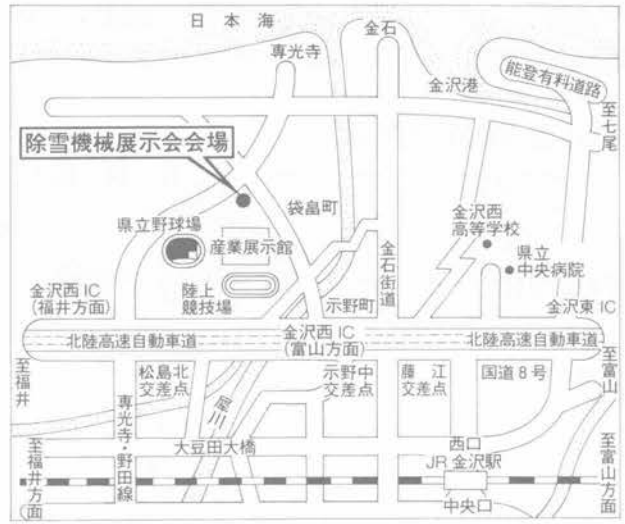 日本海
金石
専光寺
能登有料道路
金沢港
至七尾
除雪機械展示会会場
袋畠町
金沢西
高等学校
県立野球場
産業展示館
金石街道
県立
中央病院
金沢西IC
(福井方面)
陸上
競技場
示野町
金沢東IC
北陸高速自動車道
金沢西IC
(富山方面)
北陸高速自動車道
至福井
松島北
交差点
示野中
交差点
藤江
交差点
国道8号
至富山
専光寺・野田線
犀川
大豆田大橋
西口
JR金沢駅
中央口
至福井方面
至富山方面